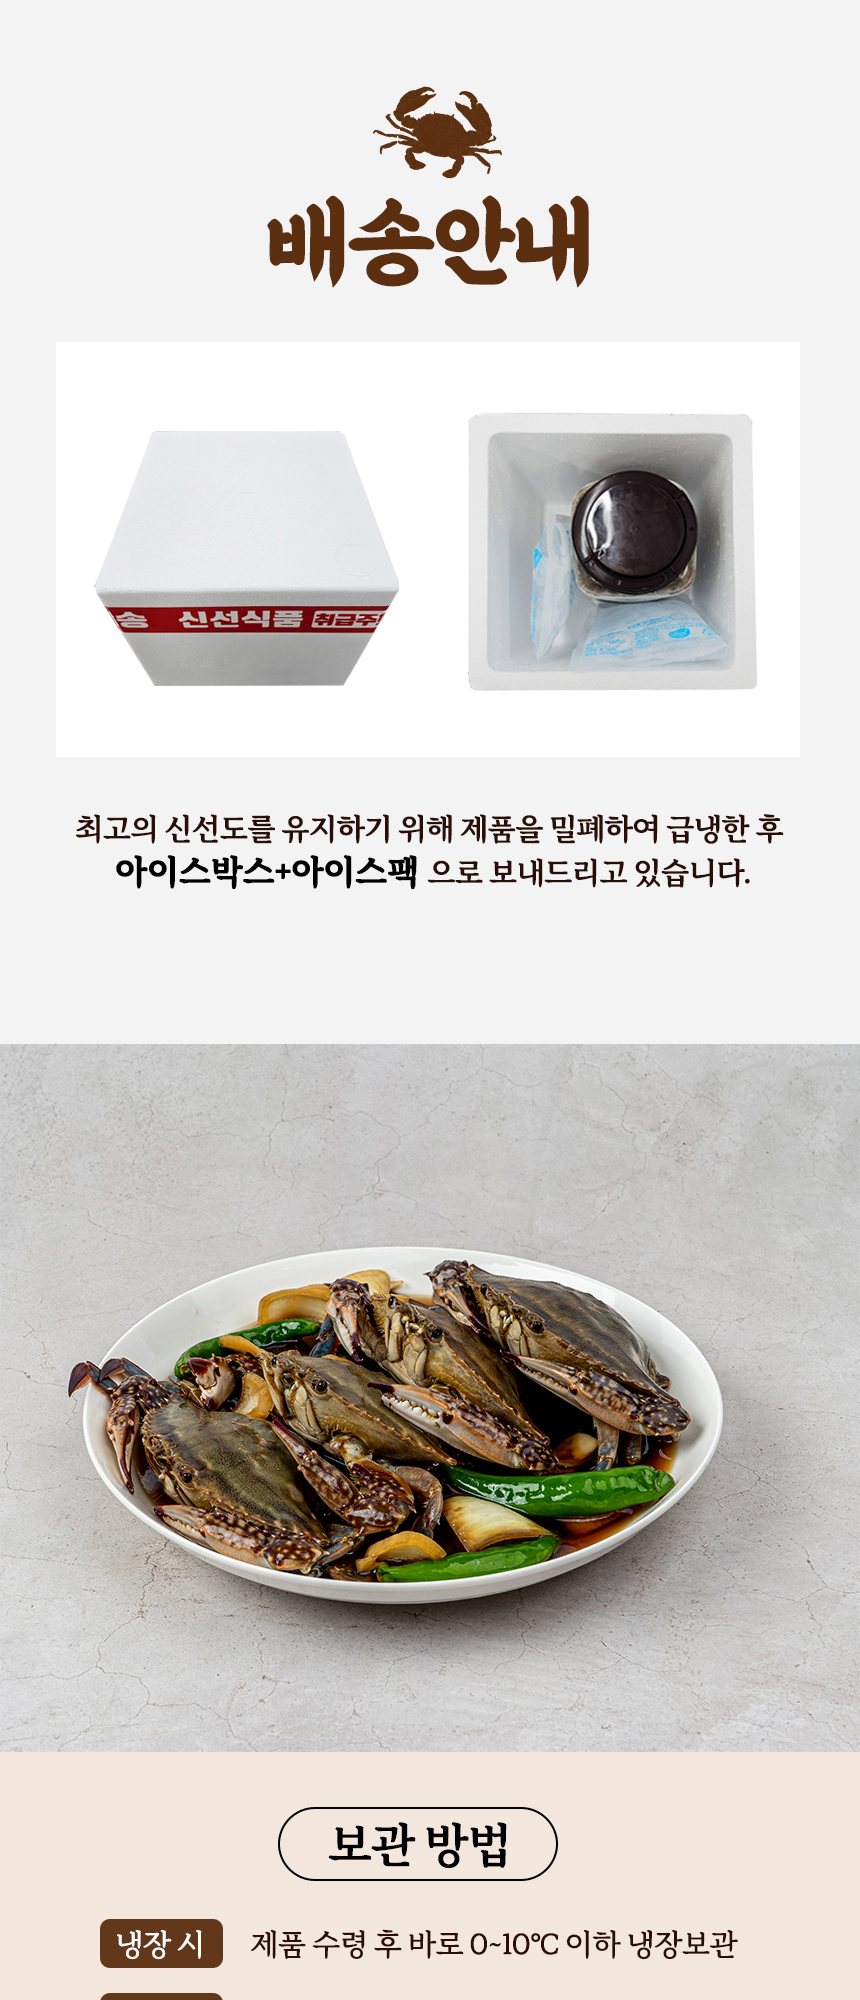 배송안내
송 신선식품 취급주
최고의 신선도를 유지하기 위해 제품을 밀폐하여 급냉한 후
아이스박스+아이스팩 으로 보내드리고 있습니다.
보관 방법
냉장 시 제품 수령 후 바로 0~10℃ 이하 냉장보관